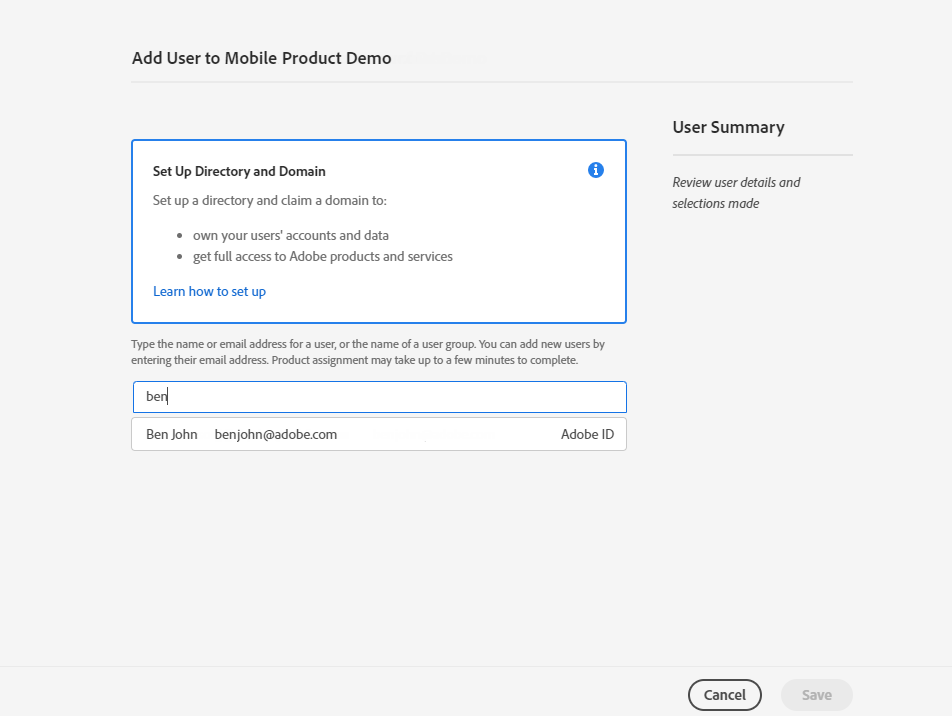 Add User to Mobile Product Demo
User Summary
Set Up Directory and Domain
Set up a directory and claim a domain to:
• own your users' accounts and data
• get full access to Adobe products and services
Learn how to set up
Review user details and
selections made
Type the name or email address for a user, or the name of a user group. You can add new users by
entering their email address. Product assignment may take up to a few minutes to complete.
ben
Ben John benjohn@adobe.com Adobe ID
Cancel Save